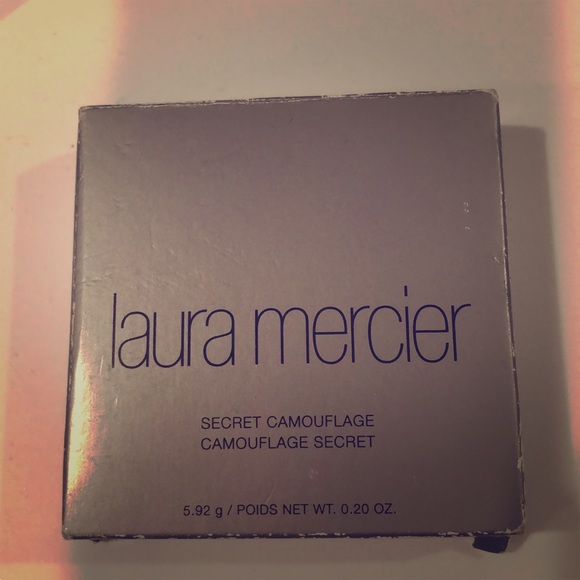 laura mercier
SECRET CAMOUFLAGE
CAMOUFLAGE SECRET
5.92 g / POIDS NET WT. 0.20 OZ.